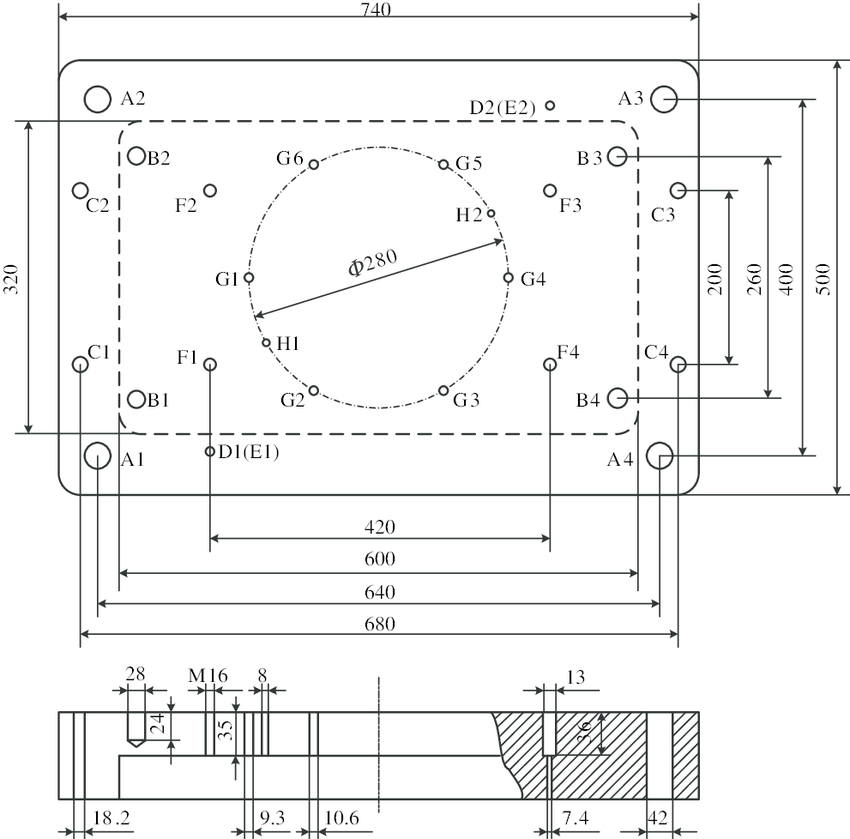 740
A2
A3
D2(E2)
B2
G6
G5
B3
C2
F2
H2
F3
C3
Φ280
320
G1
G4
200
260
400
500
C1
F1
H1
F4
C4
B1
G2
G3
B4
A1
D1(E1)
A4
420
600
640
680
28
M16
8
13
24
35
36
18.2
9.3
10.6
7.4
42